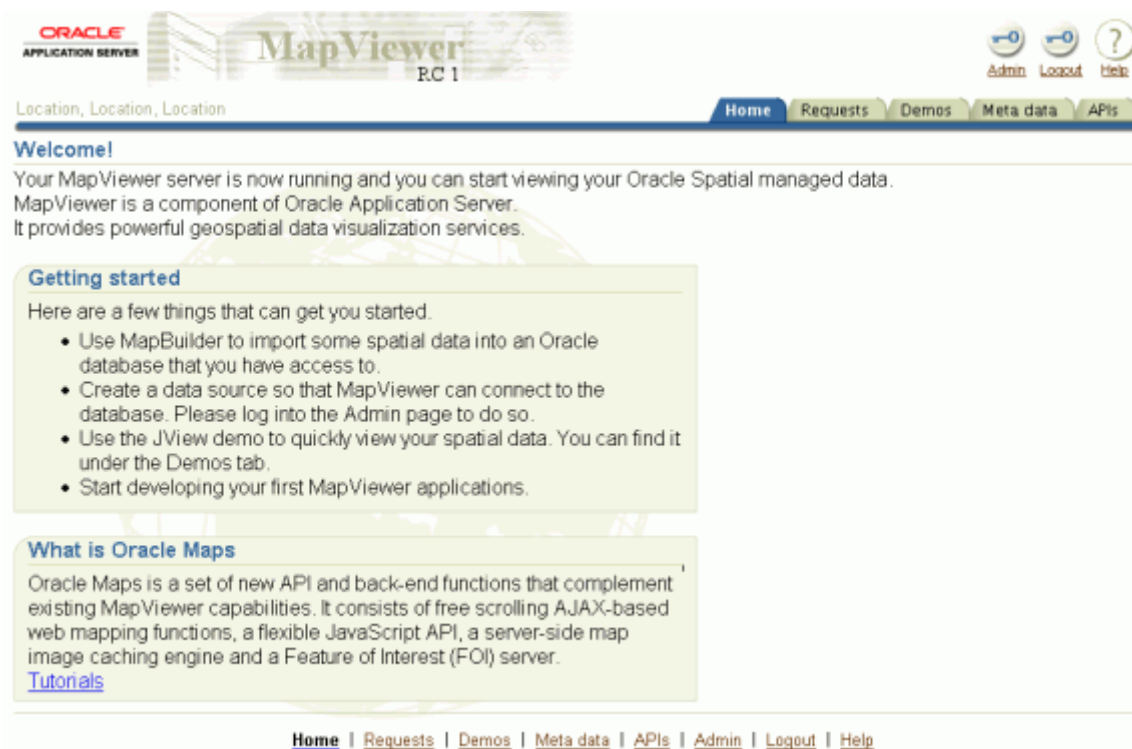 ORACLE
APPLICATION SERVER
MapViewer
RC 1
Admin Logout Help
Location, Location, Location
Home Requests Demos Meta data APIs
Welcome!
Your MapViewer server is now running and you can start viewing your Oracle Spatial managed data.
MapViewer is a component of Oracle Application Server.
It provides powerful geospatial data visualization services.
Getting started
Here are a few things that can get you started.
• Use MapBuilder to import some spatial data into an Oracle
database that you have access to.
• Create a data source so that MapViewer can connect to the
database. Please log into the Admin page to do so.
• Use the JView demo to quickly view your spatial data. You can find it
under the Demos tab.
• Start developing your first MapViewer applications.
What is Oracle Maps
Oracle Maps is a set of new API and back-end functions that complement
existing MapViewer capabilities. It consists of free scrolling AJAX-based
web mapping functions, a flexible JavaScript API, a server-side map
image caching engine and a Feature of Interest (FOI) server.
Tutorials
Home | Requests | Demos | Meta data | APIs | Admin | Logout | Help